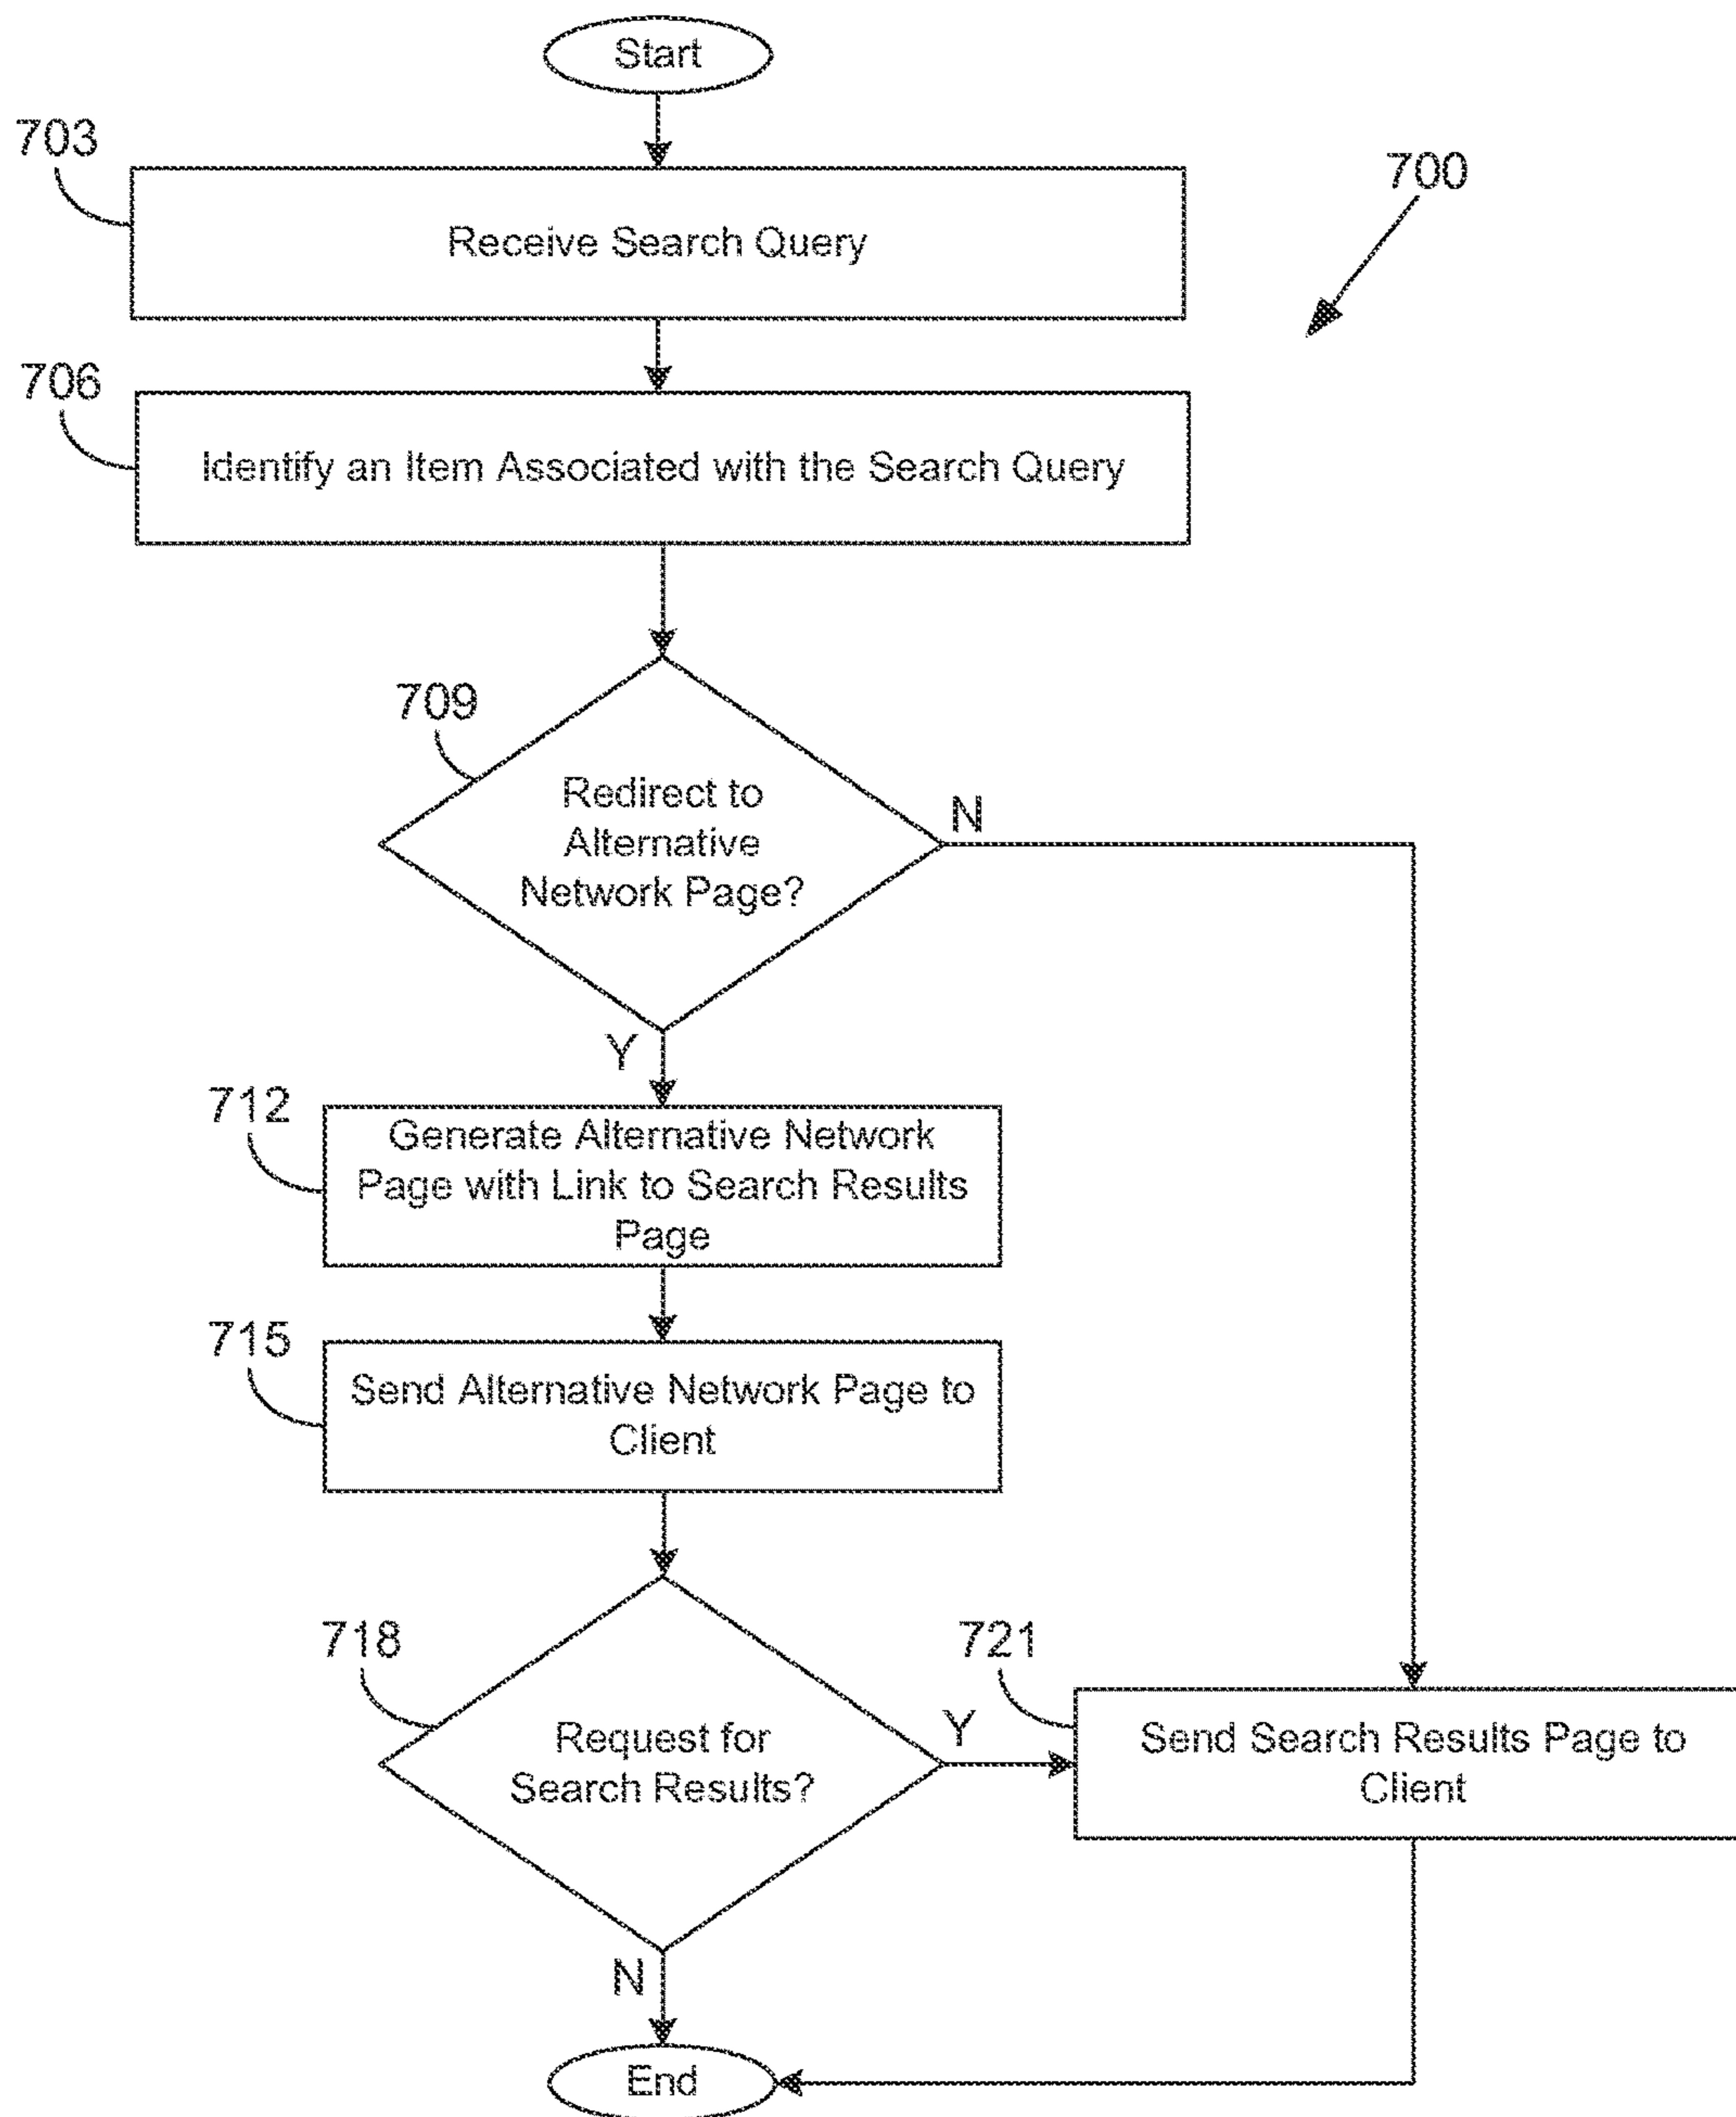 Start
703
700
Receive Search Query
706
Identify an Item Associated with the Search Query
709
Redirect to
Alternative
Network Page?
N
Y
712
Generate Alternative Network
Page with Link to Search Results
Page
715
Send Alternative Network Page to
Client
718
Request for
Search Results?
Y
721
Send Search Results Page to
Client
N
End